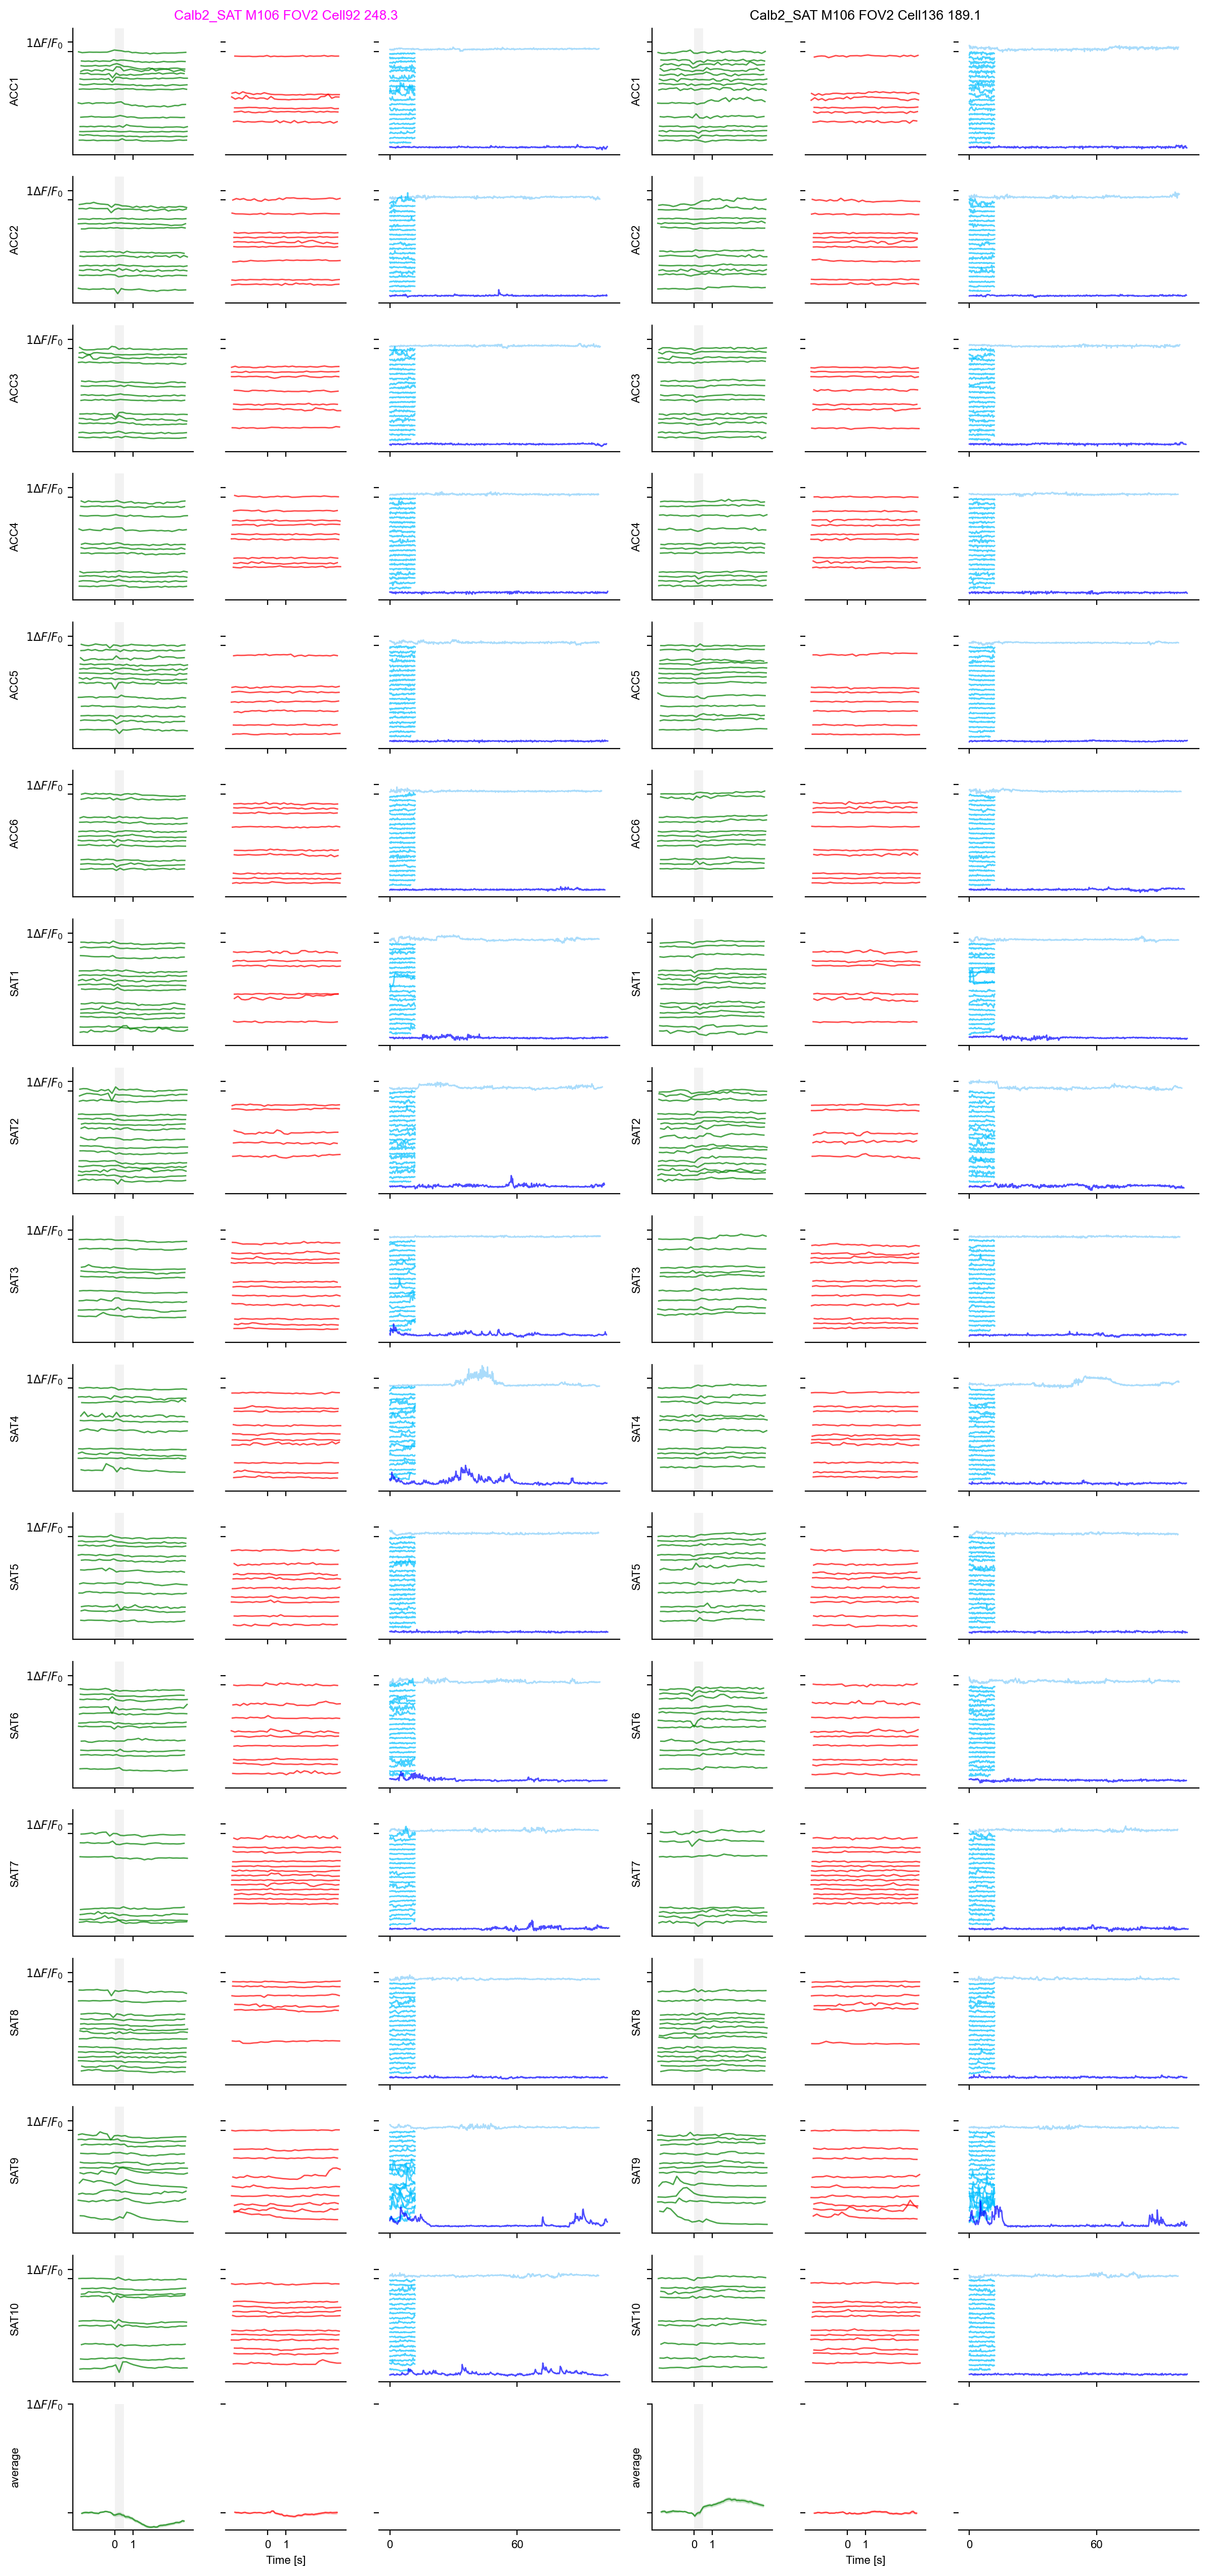 Calb2_SAT M106 FOV2 Cell92 248.3
Calb2_SAT M106 FOV2 Cell136 189.1
1ΔF/F0
ACC1
ACC1
1ΔF/F0
ACC2
ACC2
1ΔF/F0
ACC3
ACC3
1ΔF/F0
ACC4
ACC4
1ΔF/F0
ACC5
ACC5
1ΔF/F0
ACC6
ACC6
1ΔF/F0
SAT1
SAT1
1ΔF/F0
SAT2
SAT2
1ΔF/F0
SAT3
SAT3
1ΔF/F0
SAT4
SAT4
1ΔF/F0
SAT5
SAT5
1ΔF/F0
SAT6
SAT6
1ΔF/F0
SAT7
SAT7
1ΔF/F0
SAT8
SAT8
1ΔF/F0
SAT9
SAT9
1ΔF/F0
SAT10
SAT10
1ΔF/F0
average
average
0 1 0 1 0 60 0 1 0 1 0 60
Time [s]
Time [s]